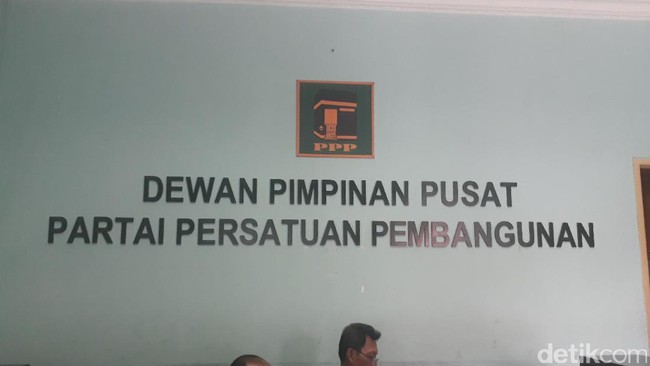 PPP
DEWAN PIMPINAN PUSAT
PARTAI PERSATUAN PEMBANGUNAN
detikcom